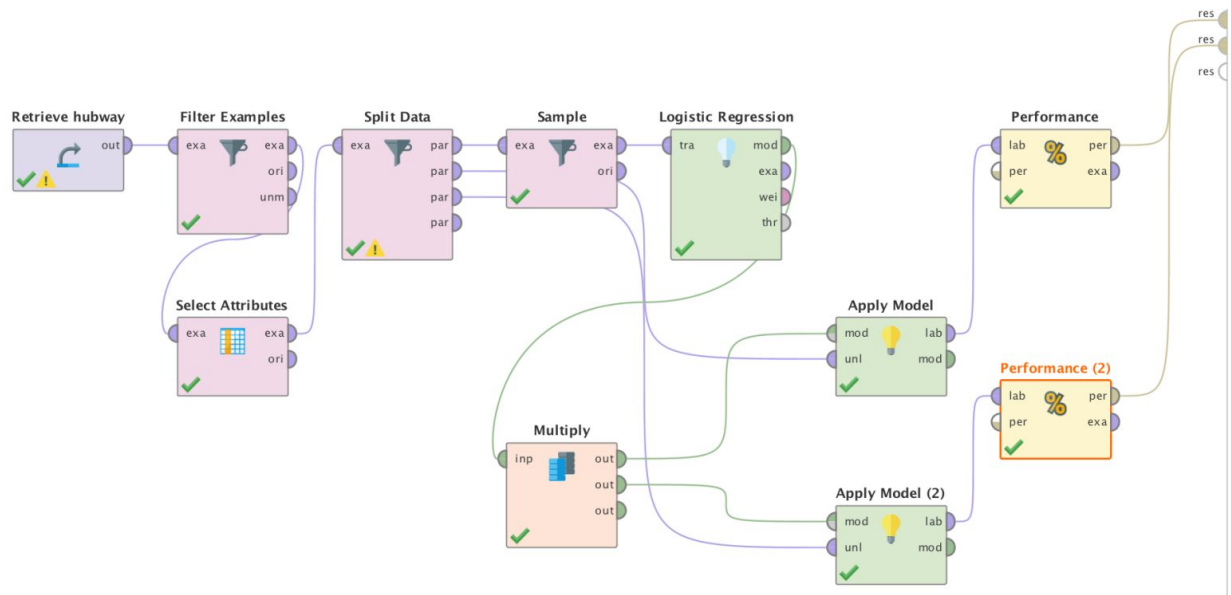 res
res
res
Retrieve hubway
out
Filter Examples
exa exa
ori
unm
Split Data
exa par
par
par
par
Sample
exa exa
ori
Logistic Regression
tra mod
exa
wei
thr
Performance
% 
lab per
per exa
Select Attributes
exa exa
ori
Apply Model
mod lab
unl mod
Performance (2)
%
lab per
per exa
Multiply
inp out
out
out
Apply Model (2)
mod lab
unl mod